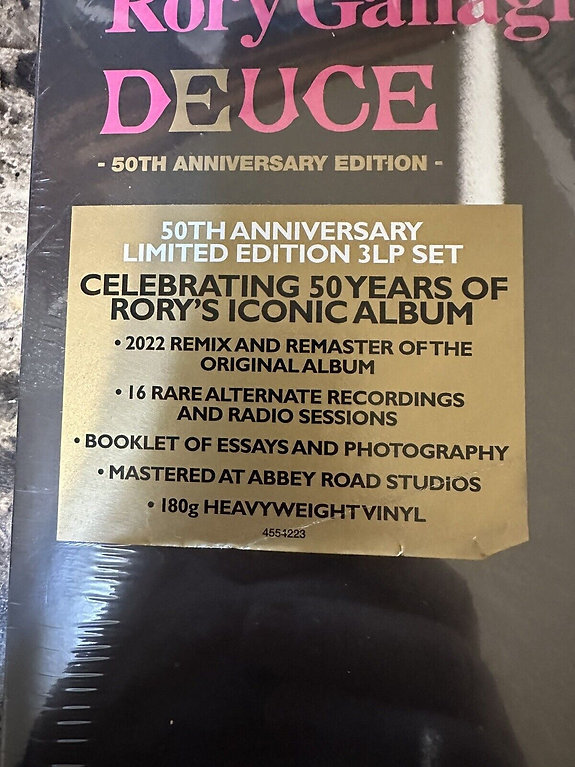 Rory Gallagh
DEUCE
- 50TH ANNIVERSARY EDITION -
50TH ANNIVERSARY
LIMITED EDITION 3LP SET
CELEBRATING 50 YEARS OF
RORY'S ICONIC ALBUM
• 2022 REMIX AND REMASTER OF THE
ORIGINAL ALBUM
• 16 RARE ALTERNATE RECORDINGS
AND RADIO SESSIONS
• BOOKLET OF ESSAYS AND PHOTOGRAPHY
• MASTERED AT ABBEY ROAD STUDIOS
• 180g HEAVYWEIGHT VINYL
4554223